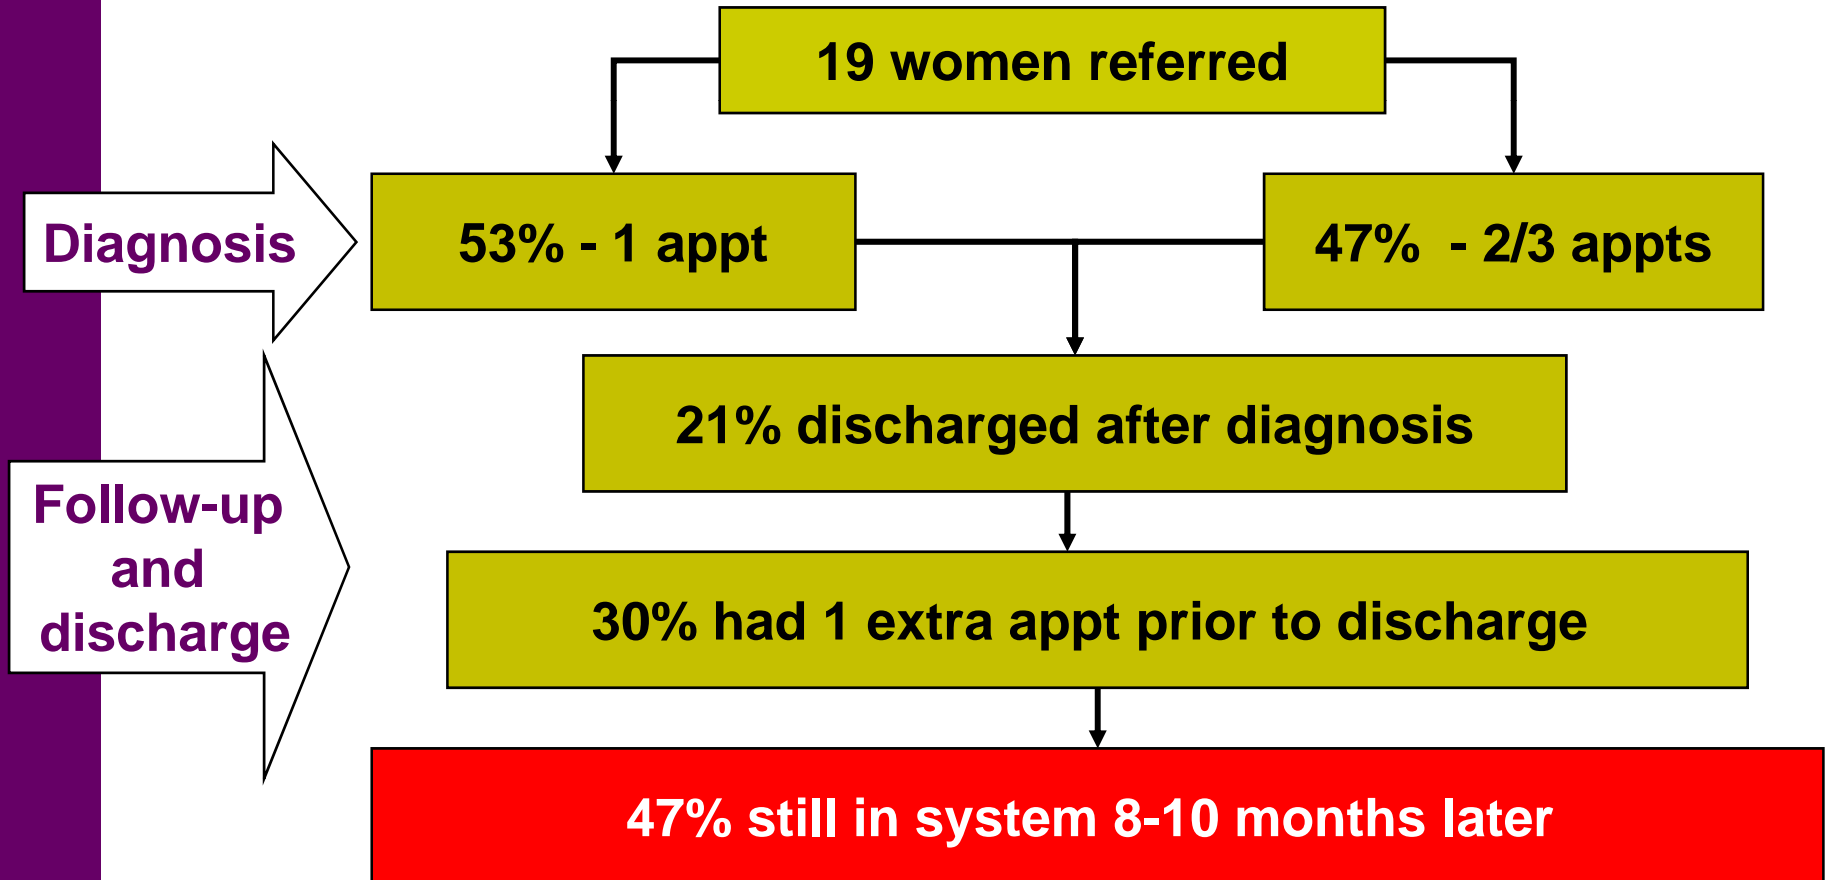 19 women referred
Diagnosis
53% - 1 appt
47% - 2/3 appts
21% discharged after diagnosis
Follow-up
and
discharge
30% had 1 extra appt prior to discharge
47% still in system 8-10 months later